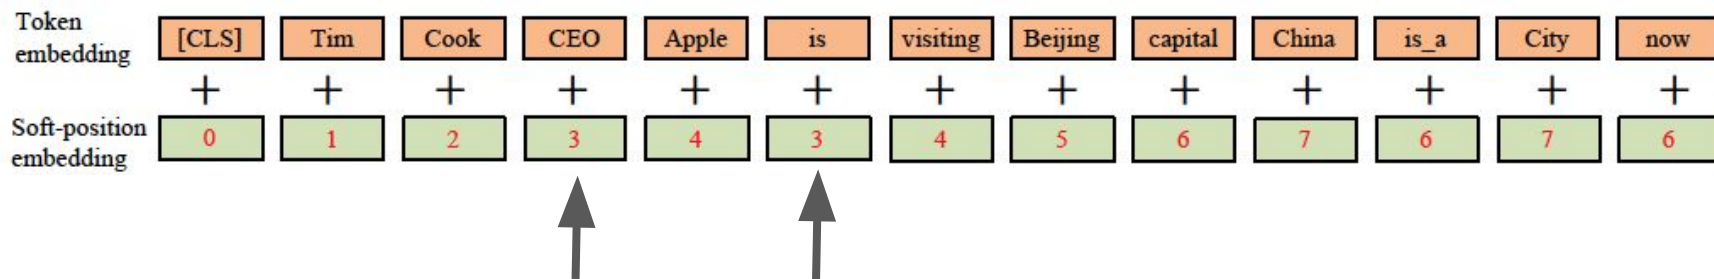 Token embedding
[CLS] Tim Cook CEO Apple is visiting Beijing capital China is_a City now
+ + + + + + + + + + + + +
Soft-position embedding
0 1 2 3 4 3 4 5 6 7 6 7 6